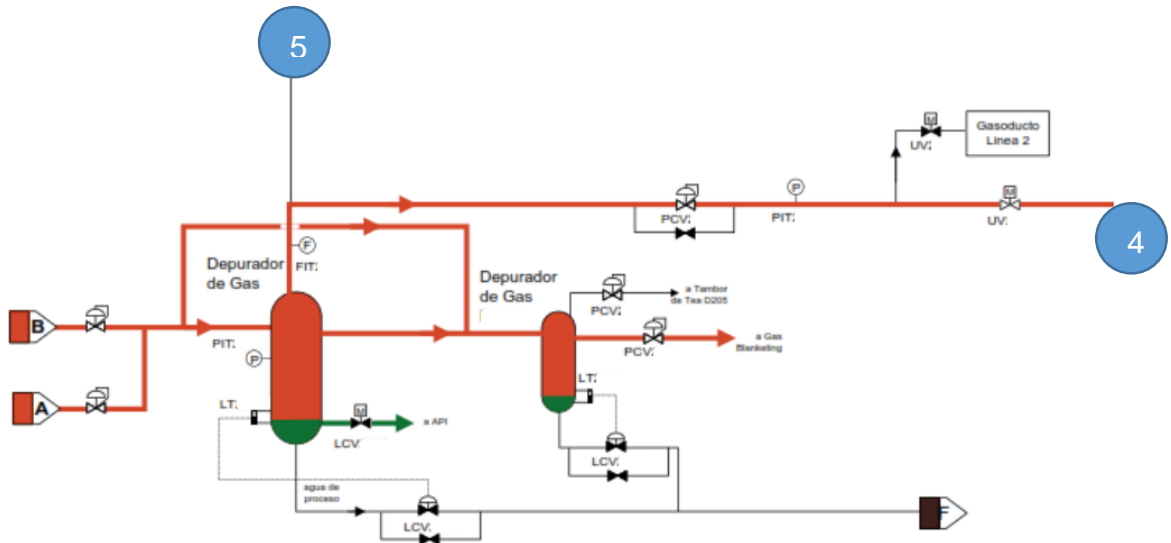 5
Gasoducto
Linea 2
M
UV:
M
UV:
P
PIT:
PCV:
4
F
FIT:
Depurador
de Gas
Depurador
de Gas
a Tambor
de Tea D205
PCV:
B
PIT:
P
PCV:
a Gas
Blanketing
A
LT:
LT:
M
a API
LCV:
LCV:
agua de
proceso
F
LCV: